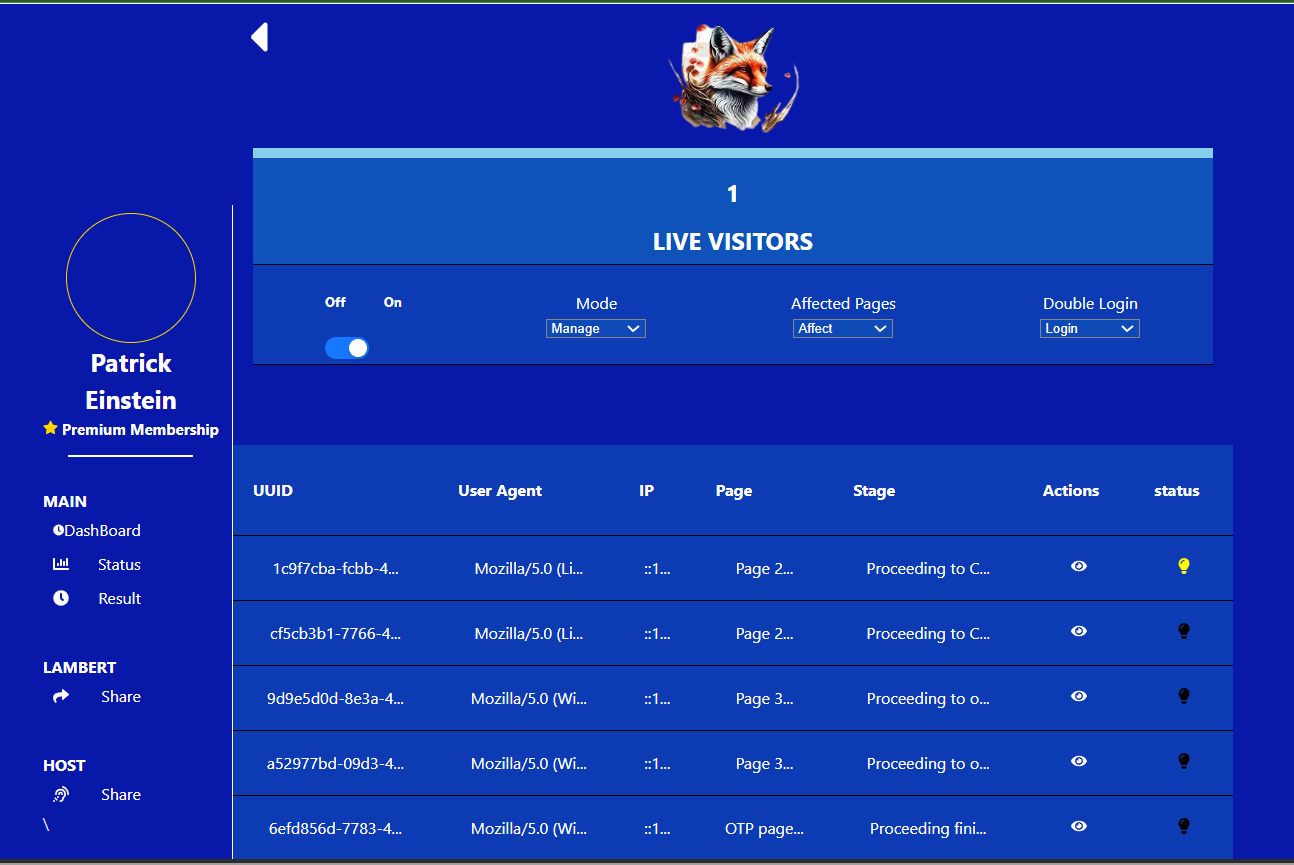 1
LIVE VISITORS
Off On Mode Affected Pages Double Login
Manage Affect Login
Patrick
Einstein
Premium Membership
MAIN
DashBoard
Status
Result
LAMBERT
Share
HOST
Share
\
UUID User Agent IP Page Stage Actions status
1c9f7cba-fcbb-4... Mozilla/5.0 (Li... ::1... Page 2... Proceeding to C...
cf5cb3b1-7766-4... Mozilla/5.0 (Li... ::1... Page 2... Proceeding to C...
9d9e5d0d-8e3a-4... Mozilla/5.0 (Wi... ::1... Page 3... Proceeding to o...
a52977bd-09d3-4... Mozilla/5.0 (Wi... ::1... Page 3... Proceeding to o...
6efd856d-7783-4... Mozilla/5.0 (Wi... ::1... OTP page... Proceeding fini...